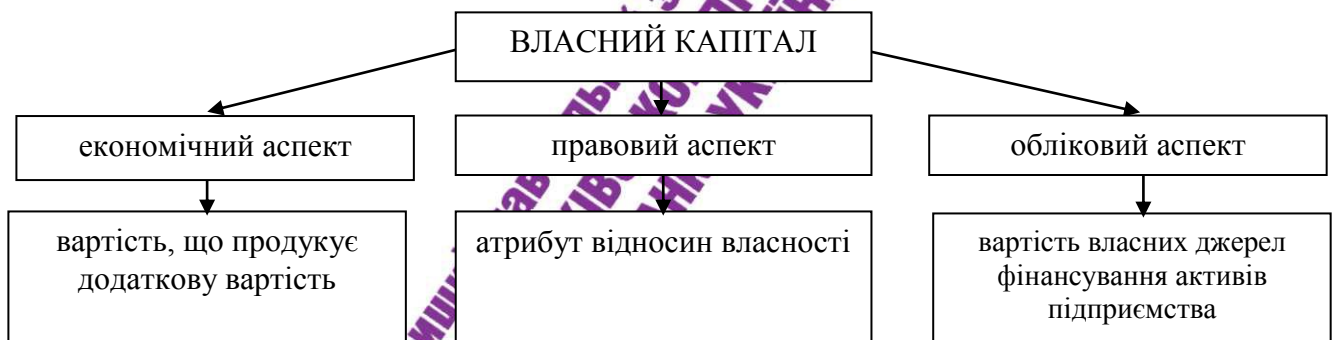 ВЛАСНИЙ КАПІТАЛ
економічний аспект
правовий аспект
обліковий аспект
вартість, що продукує
додаткову вартість
атрибут відносин власності
вартість власних джерел
фінансування активів
підприємства